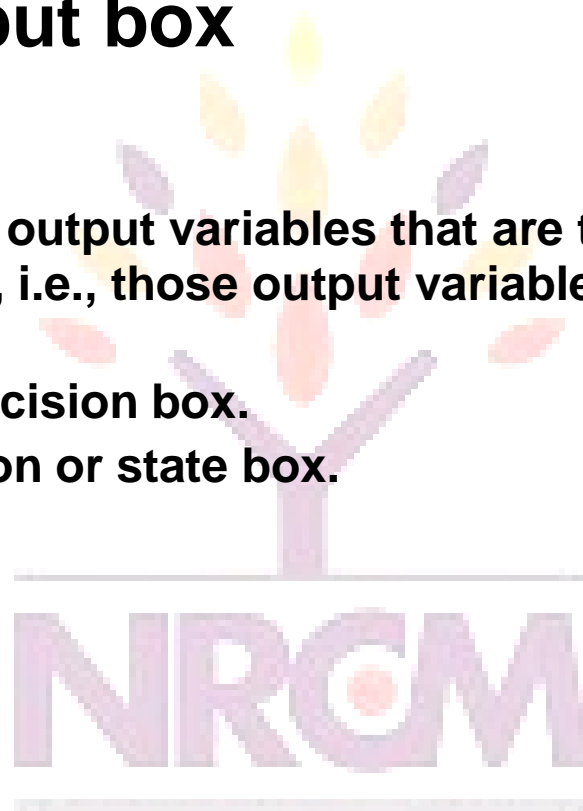 put box
output variables that are t
, i.e., those output variable
cision box.
on or state box.
NRCM